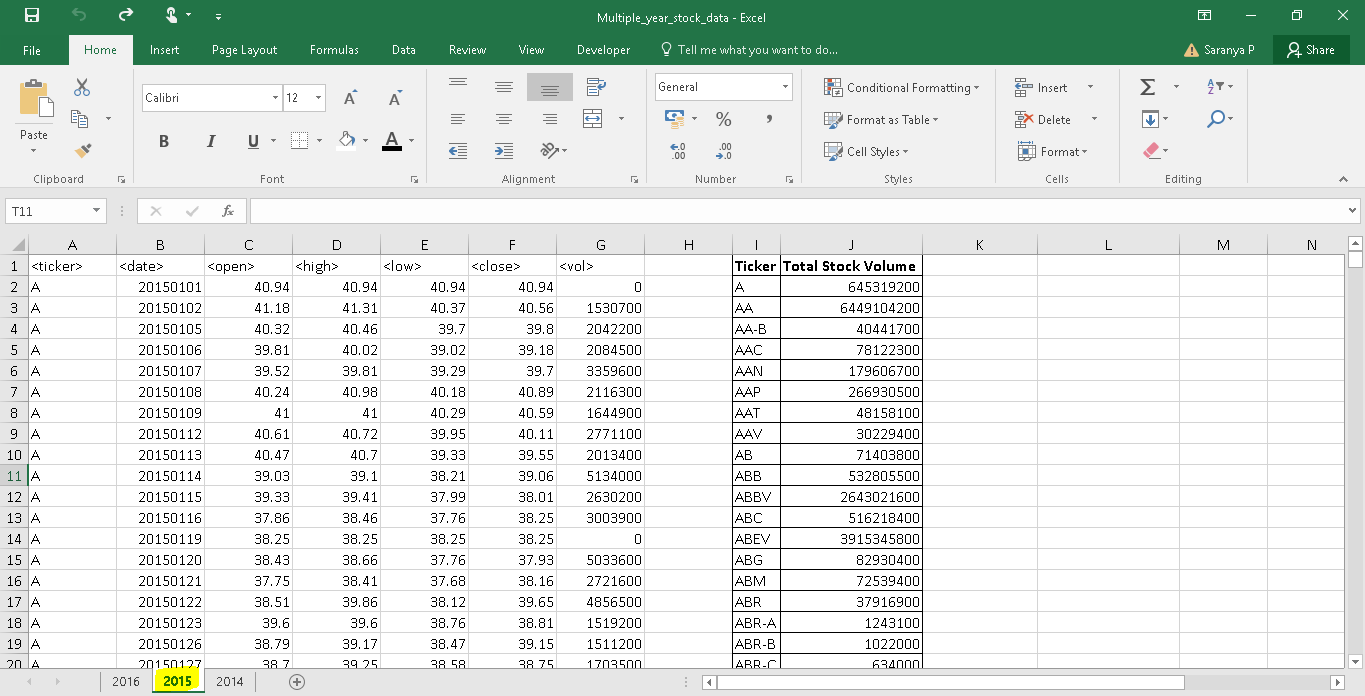 Multiple_year_stock_data - Excel
File Home Insert Page Layout Formulas Data Review View Developer Tell me what you want to do... Saranya P Share
Paste
Clipboard
Calibri 12
A A
B I U A
Font
Alignment
General
% ,
←.0 .00
.00 →.0
Number
Conditional Formatting
Format as Table
Cell Styles
Styles
Insert
Delete
Format
Cells
Σ A Z
Editing
T11 fx
A B C D E F G H I J K L M N
1 <ticker> <date> <open> <high> <low> <close> <vol> Ticker Total Stock Volume
2 A 20150101 40.94 40.94 40.94 40.94 0 A 645319200
3 A 20150102 41.18 41.31 40.37 40.56 1530700 AA 6449104200
4 A 20150105 40.32 40.46 39.7 39.8 2042200 AA-B 40441700
5 A 20150106 39.81 40.02 39.02 39.18 2084500 AAC 78122300
6 A 20150107 39.52 39.81 39.29 39.7 3359600 AAN 179606700
7 A 20150108 40.24 40.98 40.18 40.89 2116300 AAP 266930500
8 A 20150109 41 41 40.29 40.59 1644900 AAT 48158100
9 A 20150112 40.61 40.72 39.95 40.11 2771100 AAV 30229400
10 A 20150113 40.47 40.7 39.33 39.55 2013400 AB 71403800
11 A 20150114 39.03 39.1 38.21 39.06 5134000 ABB 532805500
12 A 20150115 39.33 39.41 37.99 38.01 2630200 ABBV 2643021600
13 A 20150116 37.86 38.46 37.76 38.25 3003900 ABC 516218400
14 A 20150119 38.25 38.25 38.25 38.25 0 ABEV 3915345800
15 A 20150120 38.43 38.66 37.76 37.93 5033600 ABG 82930400
16 A 20150121 37.75 38.41 37.68 38.16 2721600 ABM 72539400
17 A 20150122 38.51 39.86 38.12 39.65 4856500 ABR 37916900
18 A 20150123 39.6 39.6 38.76 38.81 1519200 ABR-A 1243100
19 A 20150126 38.79 39.17 38.47 39.15 1511200 ABR-B 1022000
20 A 20150127 38.7 39.25 38.58 38.75 1703500 ABR-C 634000
2016 2015 2014